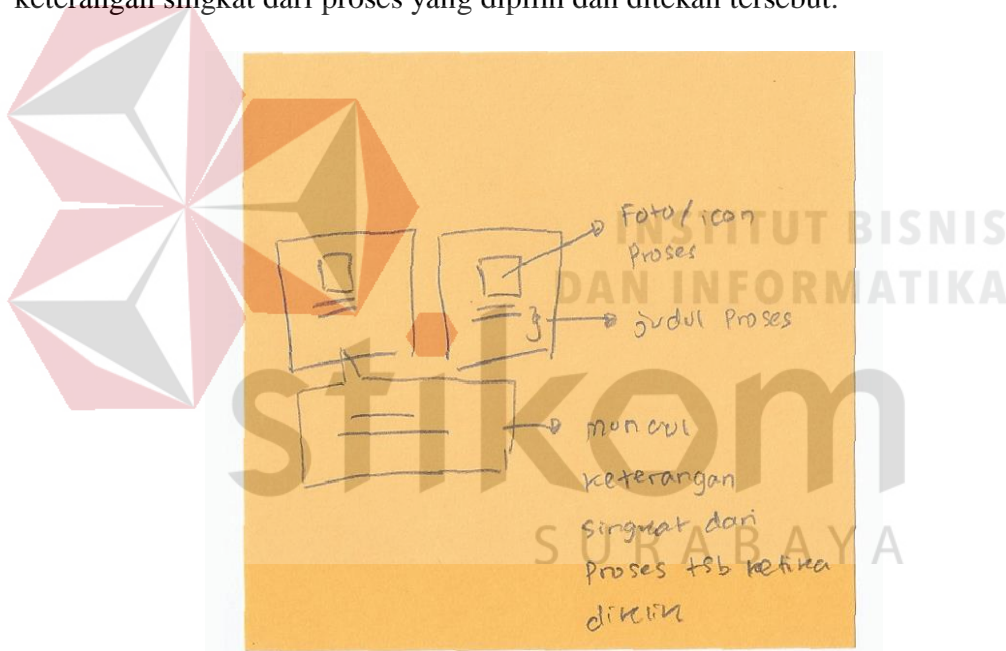 keterangan singkat dari proses yang dipilih dan ditekan tersebut.
Foto / icon
Proses
judul Proses
muncul
keterangan
singkat dari
Proses tsb ketika
diklik
INSTITUT BISNIS
DAN INFORMATIKA
stikom
SURABAYA